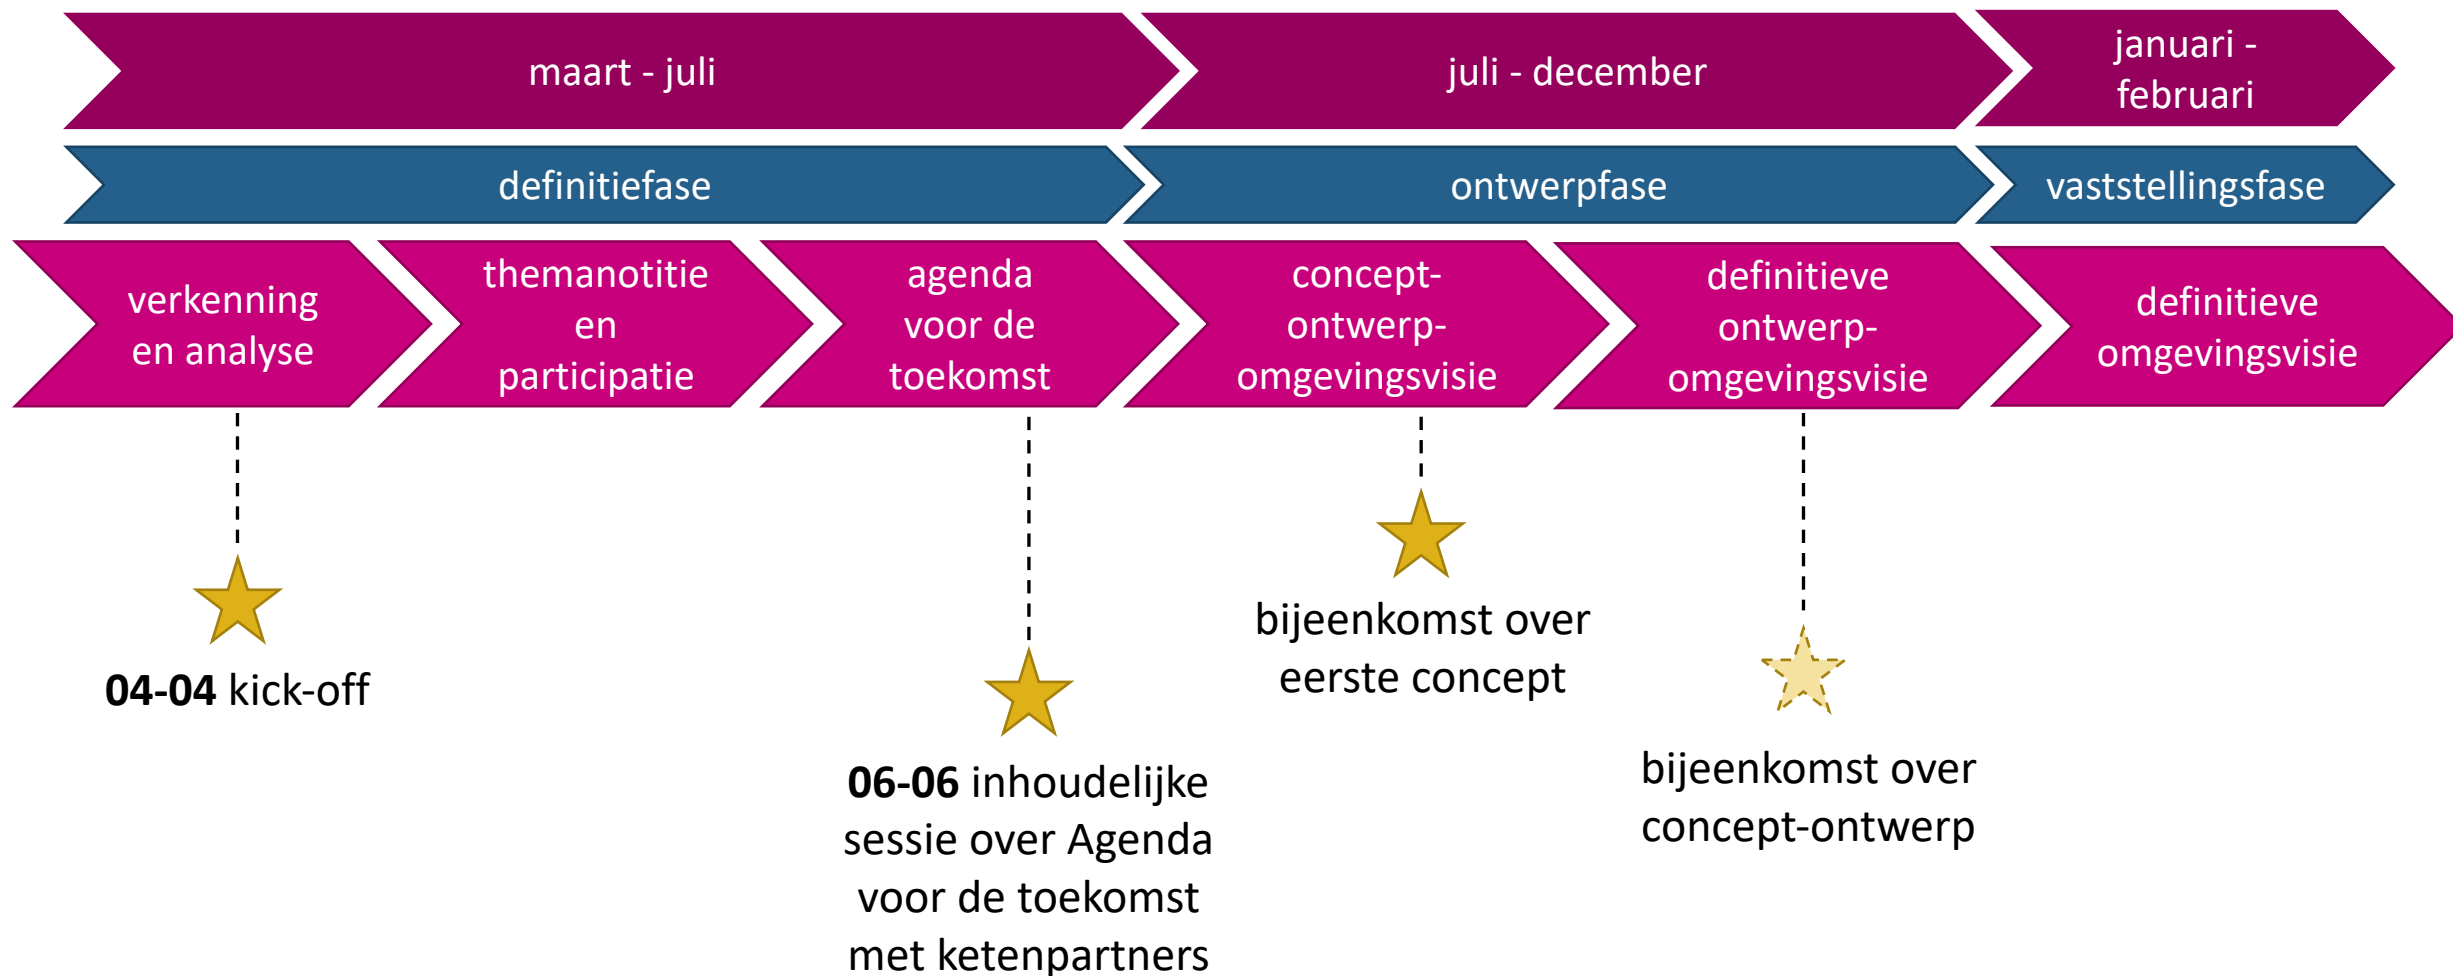 maart - juli
juli - december
januari -
februari
definitiefase
ontwerpfase
vaststellingsfase
verkenning
en analyse
themanotitie
en
participatie
agenda
voor de
toekomst
concept-
ontwerp-
omgevingsvisie
definitieve
ontwerp-
omgevingsvisie
definitieve
omgevingsvisie
04-04 kick-off
06-06 inhoudelijke
sessie over Agenda
voor de toekomst
met ketenpartners
bijeenkomst over
eerste concept
bijeenkomst over
concept-ontwerp